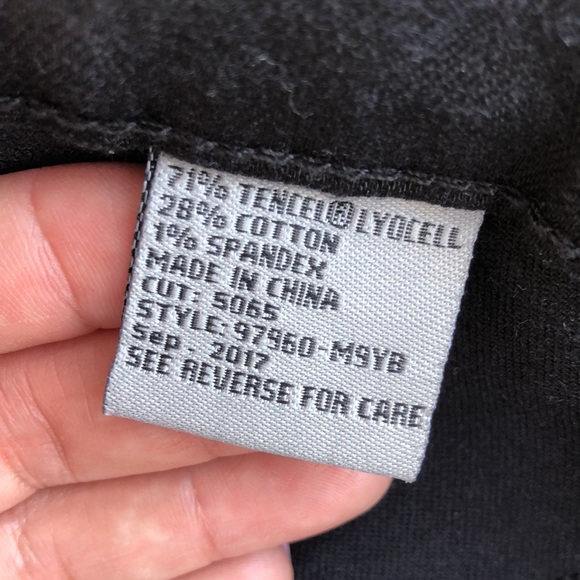 71% TENCEL® LYOCELL
28% COTTON
1% SPANDEX
MADE IN CHINA
CUT: 5065
STYLE: 97960-M9YB
Sep . 2017
SEE REVERSE FOR CARE